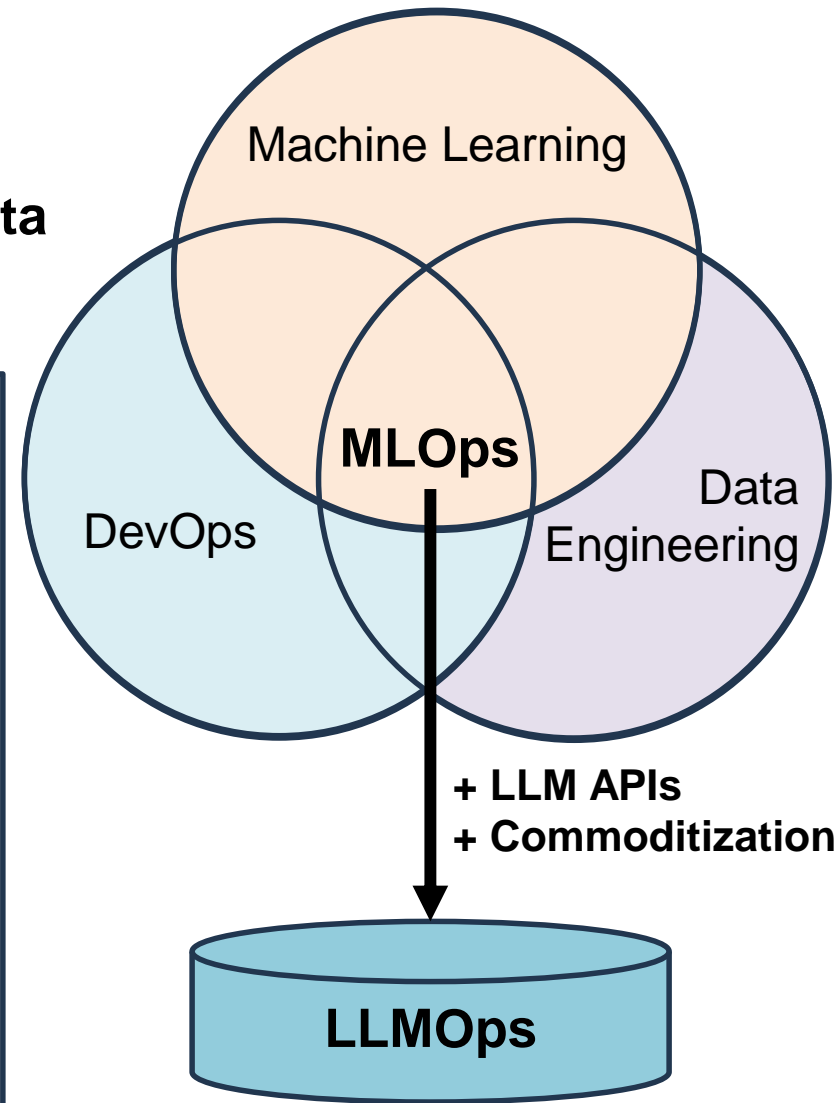 Machine Learning
ta
MLOps
DevOps
Data
Engineering
+ LLM APIs
+ Commoditization
LLMOps